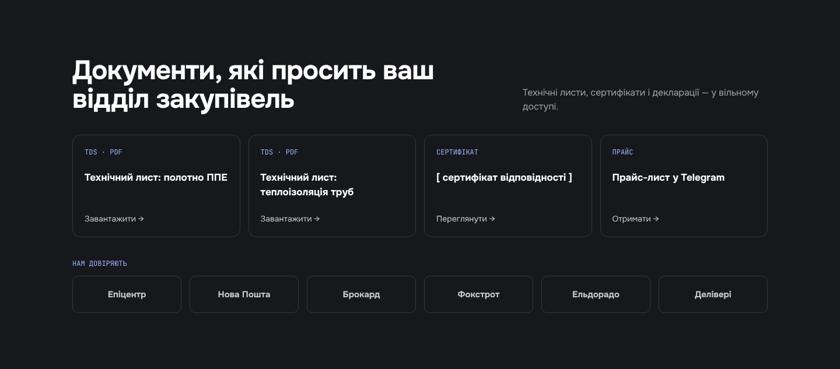 Документи, які просить ваш
відділ закупівель
Технічні листи, сертифікати і декларації — у вільному
доступі.
TDS · PDF
Технічний лист: полотно ППЕ
Завантажити →
TDS · PDF
Технічний лист:
теплоізоляція труб
Завантажити →
СЕРТИФІКАТ
[ сертифікат відповідності ]
Переглянути →
ПРАЙС
Прайс-лист у Telegram
Отримати →
НАМ ДОВІРЯЮТЬ
Епіцентр
Нова Пошта
Брокард
Фокстрот
Ельдорадо
Делівері